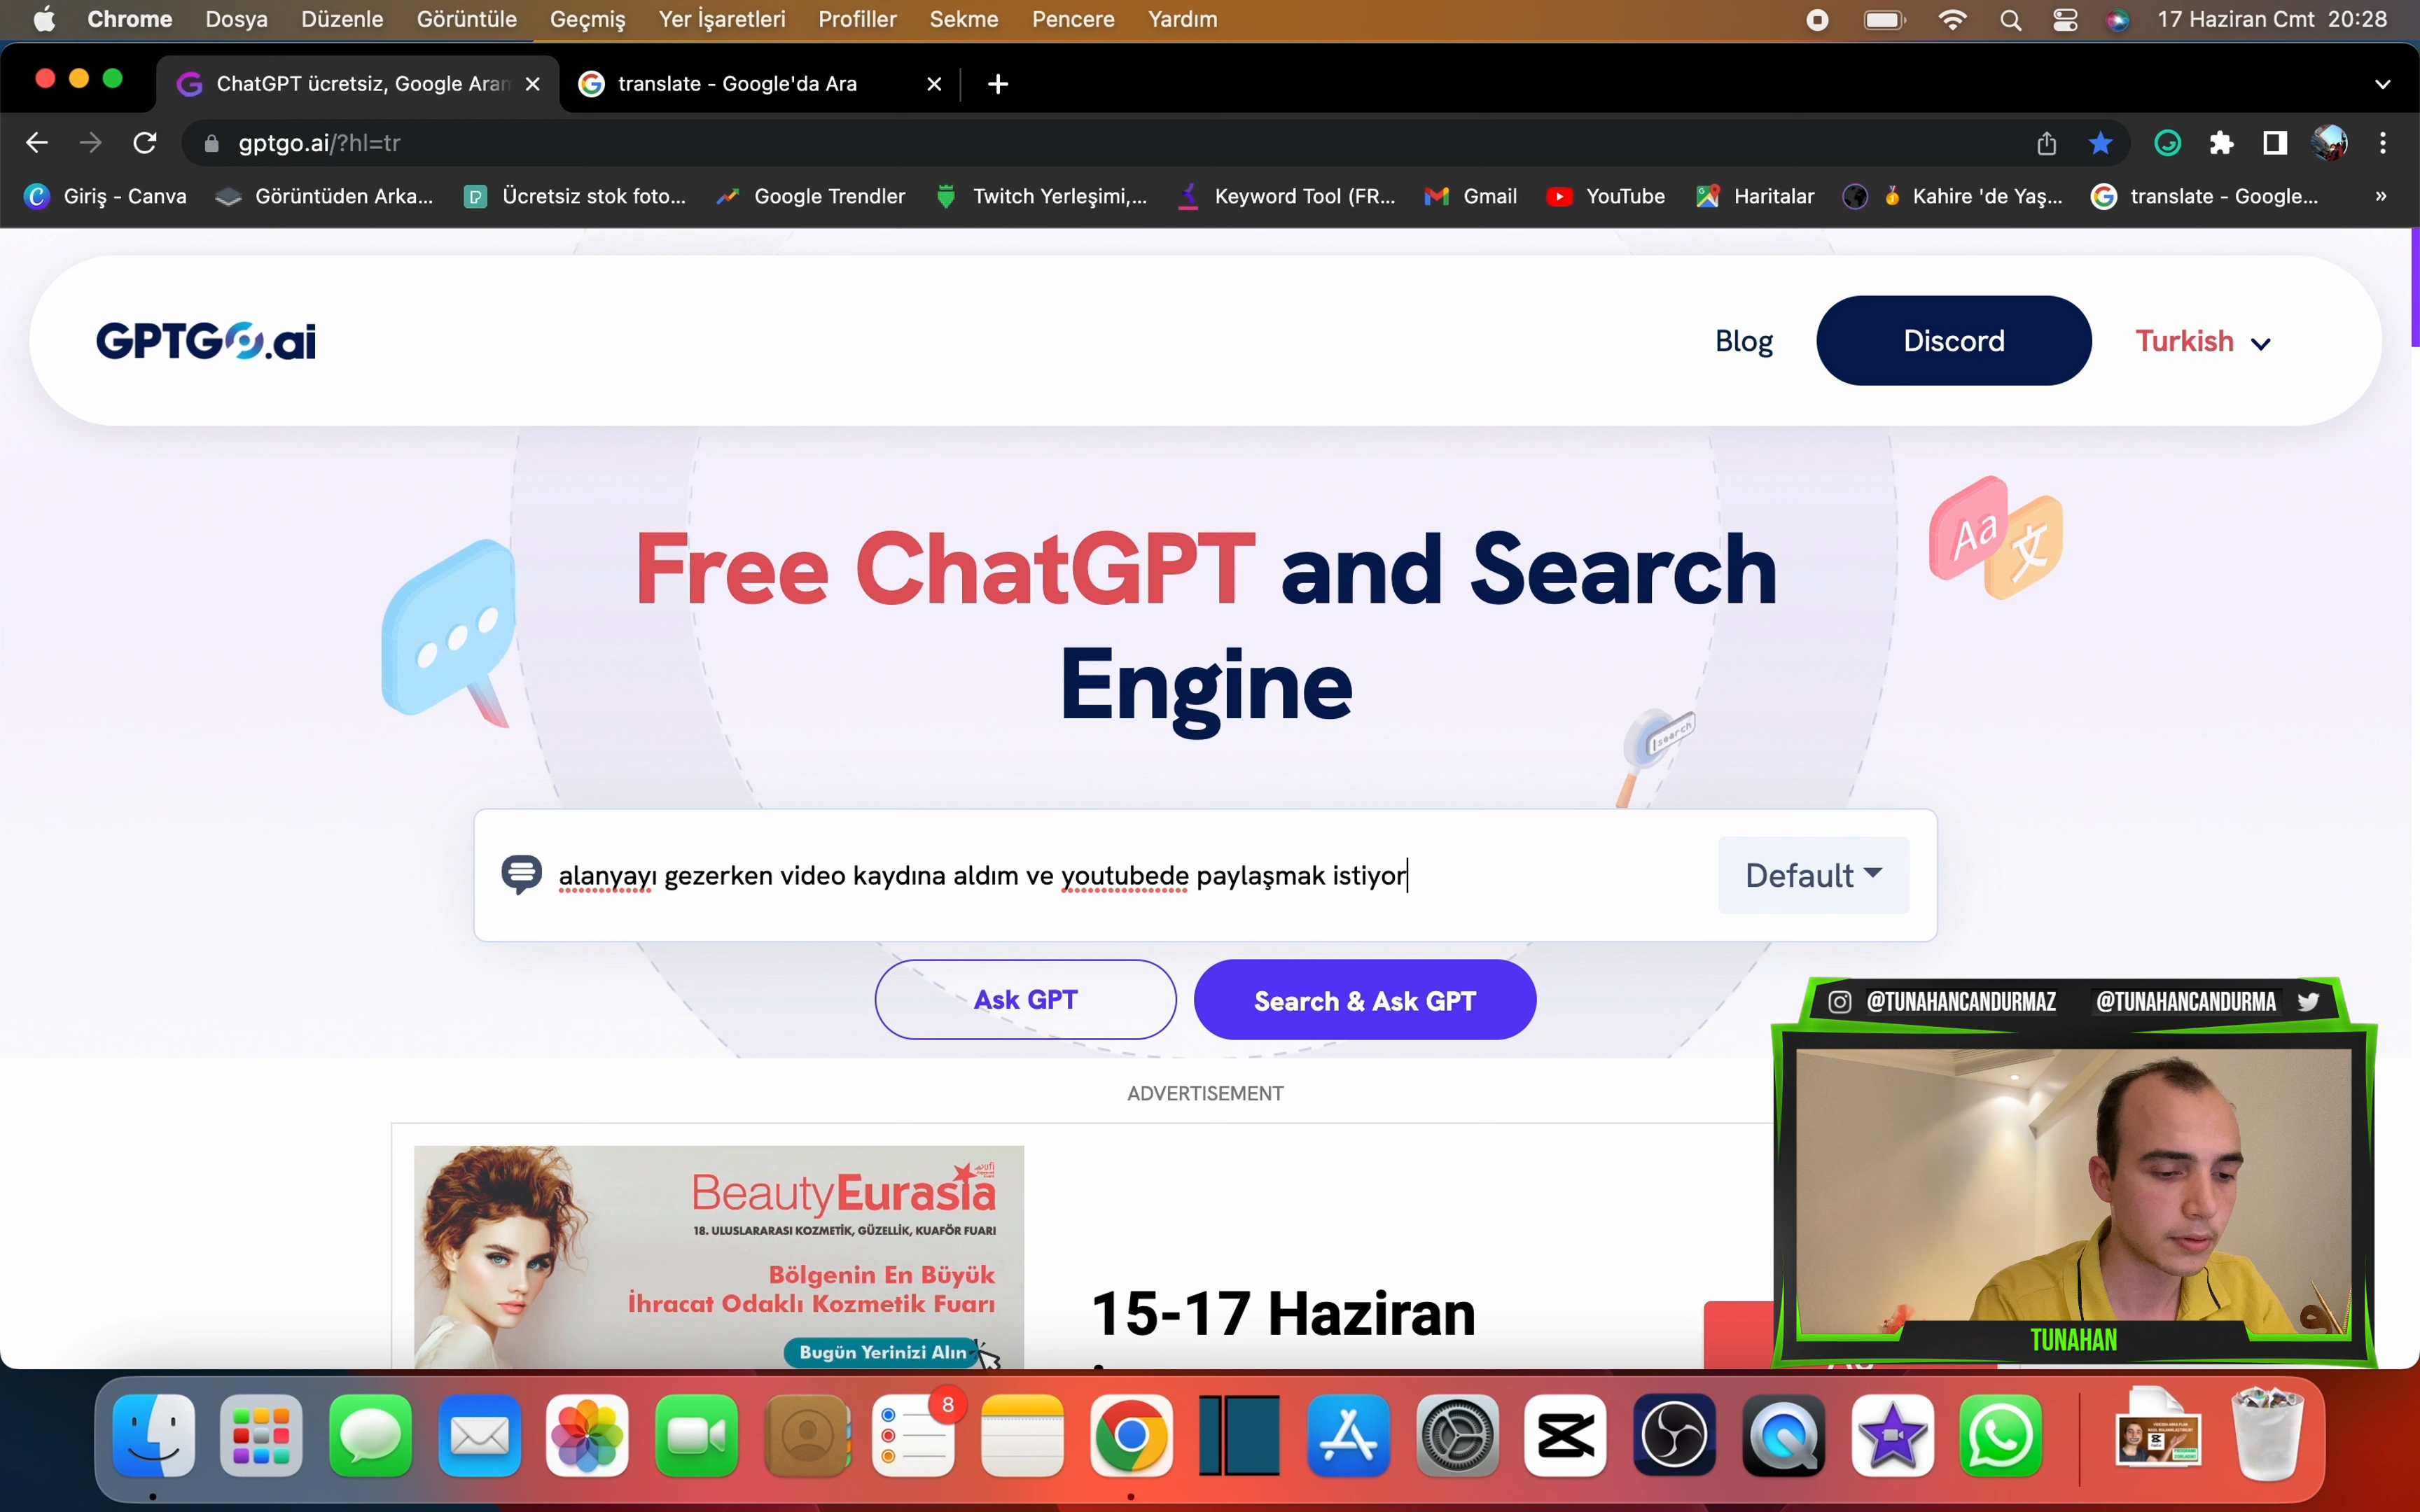 Chrome Dosya Düzenle Görüntüle Geçmiş Yer İşaretleri Profiller Sekme Pencere Yardım 17 Haziran Cmt 20:28
ChatGPT ücretsiz, Google Aran translate - Google'da Ara
gptgo.ai/?hl=tr
Giriş - Canva Görüntüden Arka... Ücretsiz stok foto... Google Trendler Twitch Yerleşimi,... Keyword Tool (FR... Gmail YouTube Haritalar Kahire 'de Yaş... translate - Google... »
GPTGO.ai Blog Discord Turkish
Aa 文
Free ChatGPT and Search
Engine
search
alanyayı gezerken video kaydına aldım ve youtubede paylaşmak istiyor Default
Ask GPT Search & Ask GPT
@TUNAHANCANDURMAZ @TUNAHANCANDURMA
ADVERTISEMENT
BeautyEurasia
18. ULUSLARARASI KOZMETİK, GÜZELLİK, KUAFÖR FUARI
Bölgenin En Büyük
İhracat Odaklı Kozmetik Fuarı
Bugün Yerinizi Alın
15-17 Haziran
TUNAHAN
8